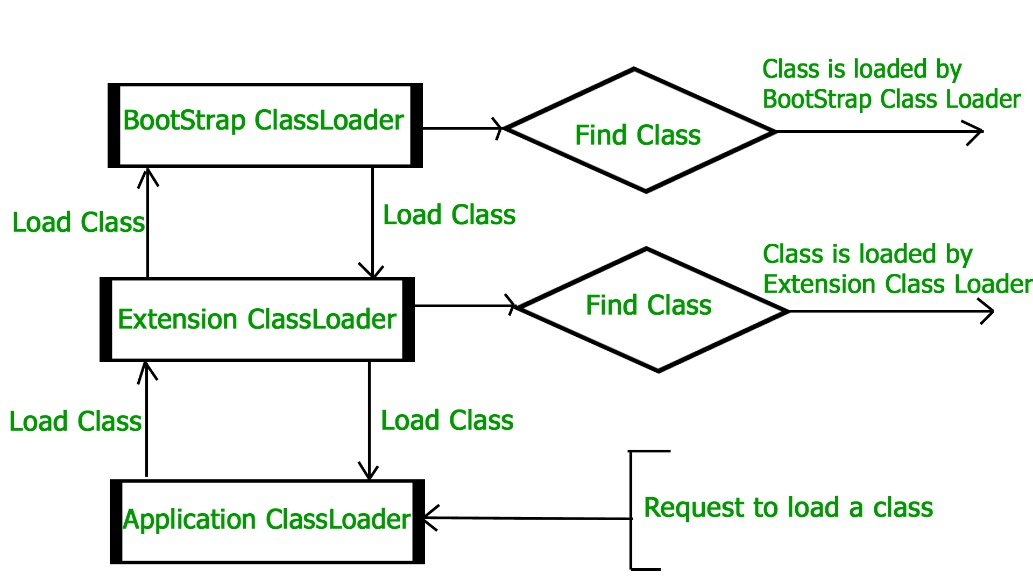 Class is loaded by
BootStrap Class Loader
BootStrap ClassLoader
Find Class
Load Class
Load Class
Class is loaded by
Extension Class Loader
Extension ClassLoader
Find Class
Load Class
Load Class
Application ClassLoader
Request to load a class